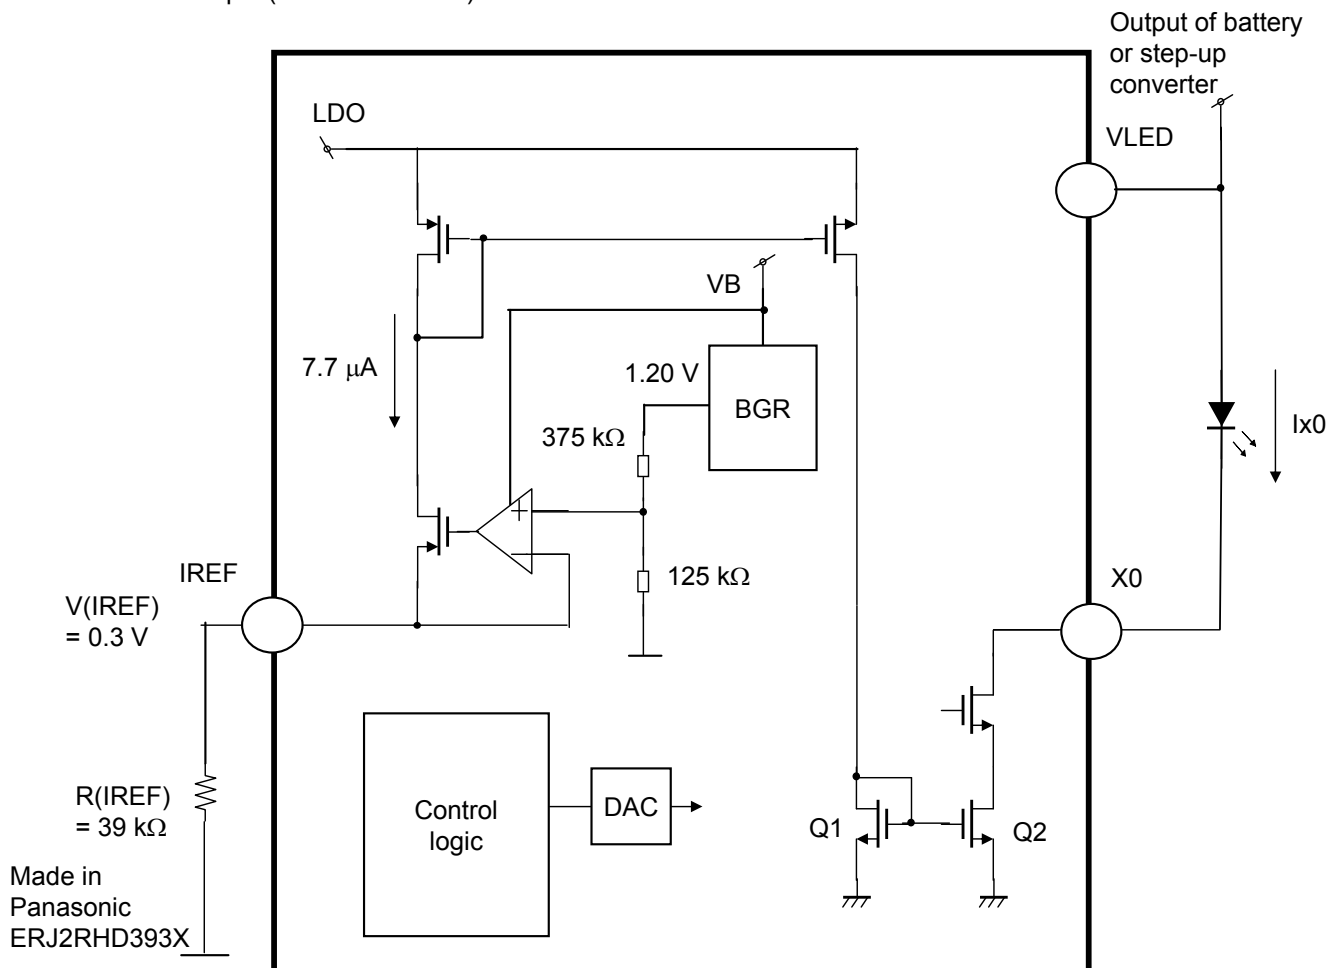 Output of battery
or step-up
converter
LDO
VLED
VB
7.7 μA
1.20 V
BGR
375 kΩ
Ix0
+
−
125 kΩ
IREF
X0
V(IREF)
= 0.3 V
R(IREF)
= 39 kΩ
Control
logic
DAC
Q1
Q2
Made in
Panasonic
ERJ2RHD393X